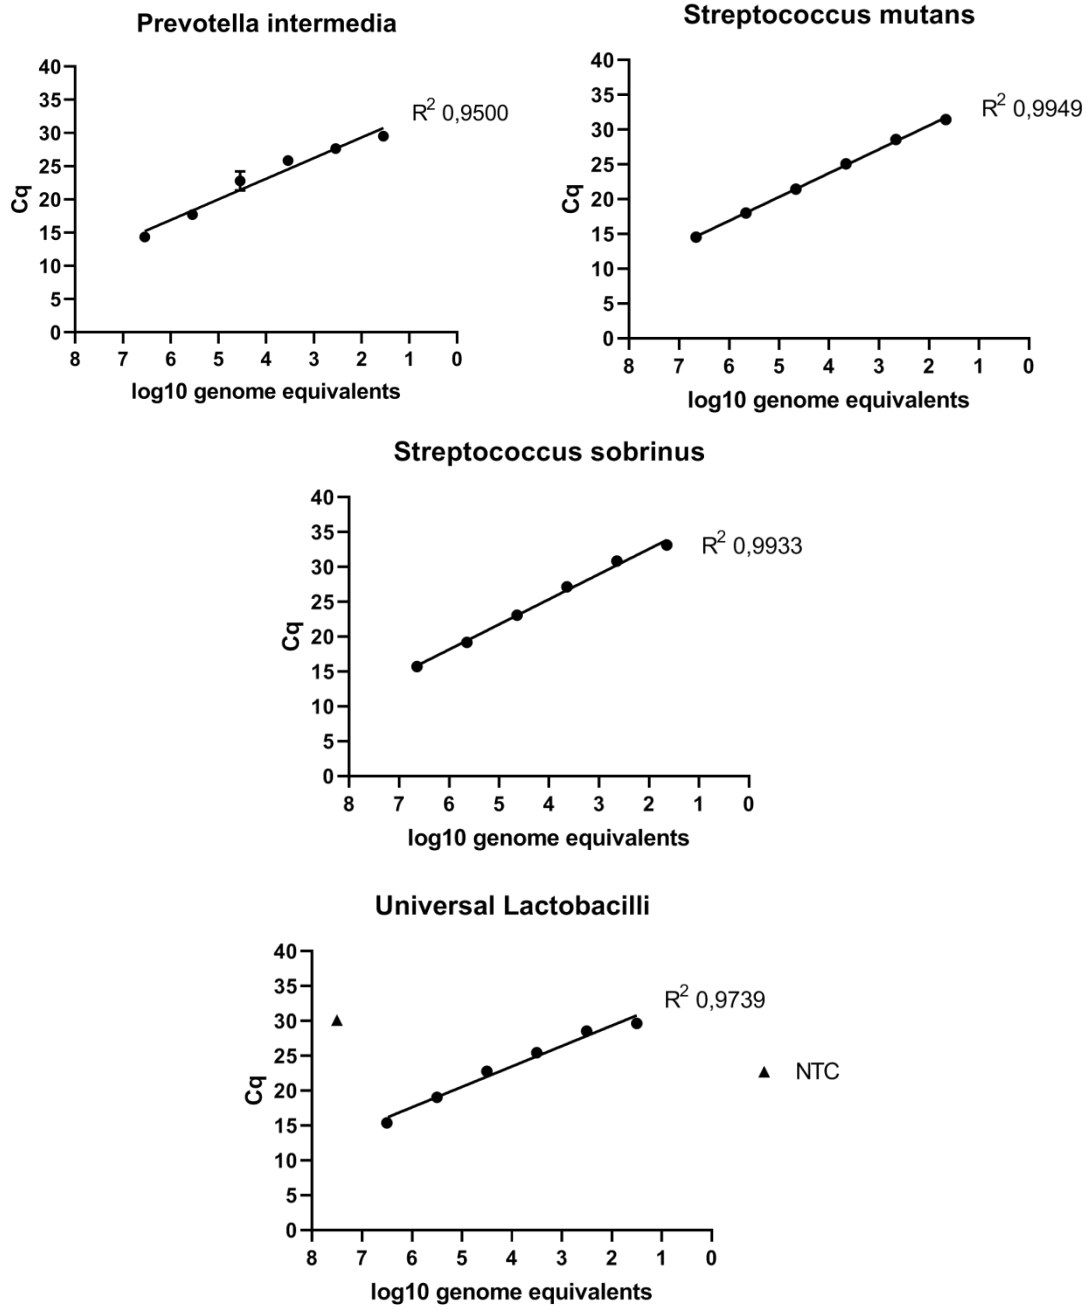 Prevotella intermedia
40
35
30
25
20
15
10
5
0
Cq
R2 0,9500
8 7 6 5 4 3 2 1 0
log10 genome equivalents
Streptococcus mutans
40
35
30
25
20
15
10
5
0
Cq
R2 0,9949
8 7 6 5 4 3 2 1 0
log10 genome equivalents
Streptococcus sobrinus
40
35
30
25
20
15
10
5
0
Cq
R2 0,9933
8 7 6 5 4 3 2 1 0
log10 genome equivalents
Universal Lactobacilli
40
35
30
25
20
15
10
5
0
Cq
R2 0,9739
NTC
8 7 6 5 4 3 2 1 0
log10 genome equivalents